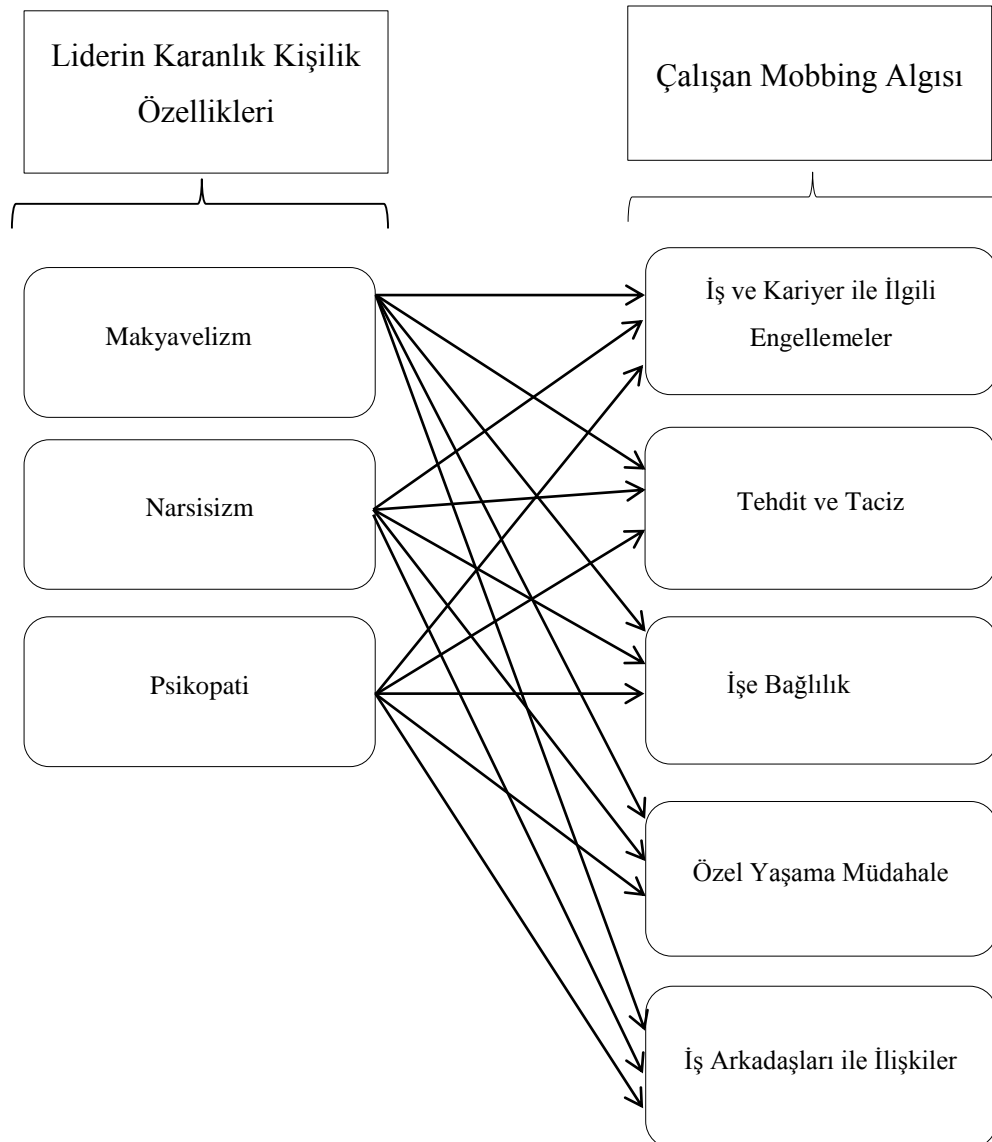 Liderin Karanlık Kişilik
Özellikleri
Çalışan Mobbing Algısı
Makyavelizm
Narsisizm
Psikopati
İş ve Kariyer ile İlgili
Engellemeler
Tehdit ve Taciz
İşe Bağlılık
Özel Yaşama Müdahale
İş Arkadaşları ile İlişkiler